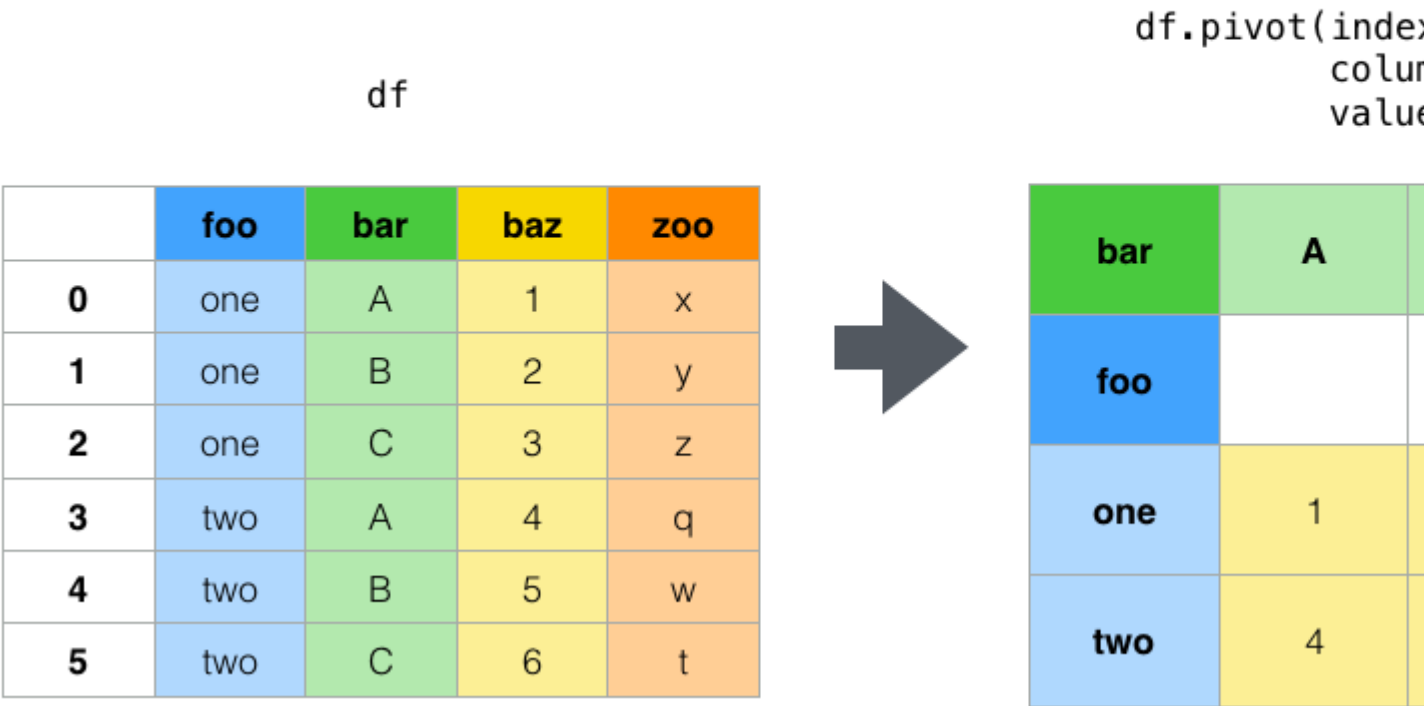 df
foo bar baz zoo
0 one A 1 x
1 one B 2 y
2 one C 3 z
3 two A 4 q
4 two B 5 w
5 two C 6 t
df.pivot(index
colum
value
bar A
foo
one 1
two 4